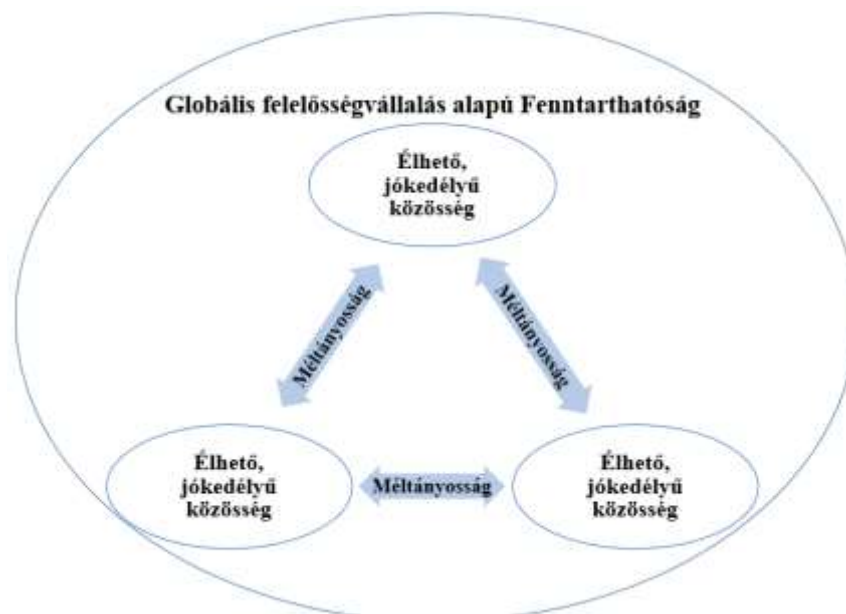 Globális felelősségvállalás alapú Fenntarthatóság
Élhető,
jókedélyű
közösség
Méltányosság
Méltányosság
Élhető,
jókedélyű
közösség
Méltányosság
Élhető,
jókedélyű
közösség